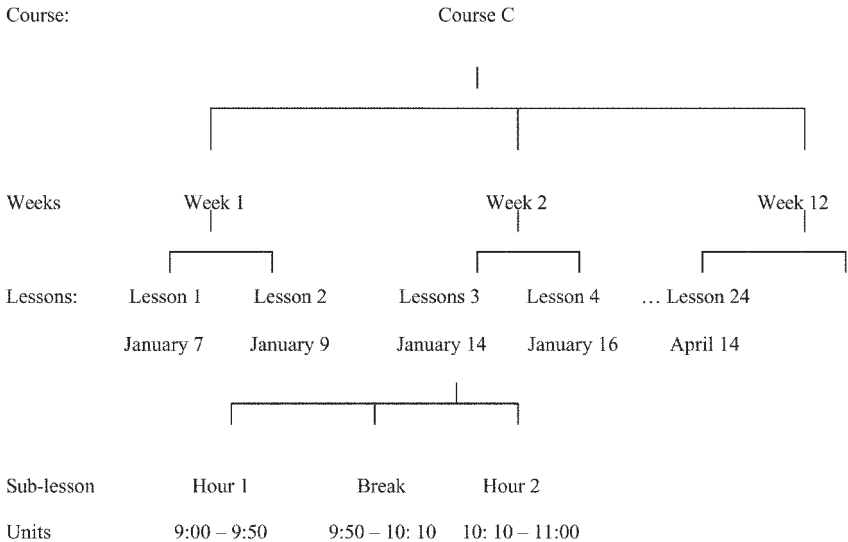 Course: Course C
Weeks Week 1 Week 2 Week 12
Lessons: Lesson 1 Lesson 2 Lessons 3 Lesson 4 … Lesson 24
January 7 January 9 January 14 January 16 April 14
Sub-lesson Hour 1 Break Hour 2
Units 9:00 – 9:50 9:50 – 10: 10 10: 10 – 11:00